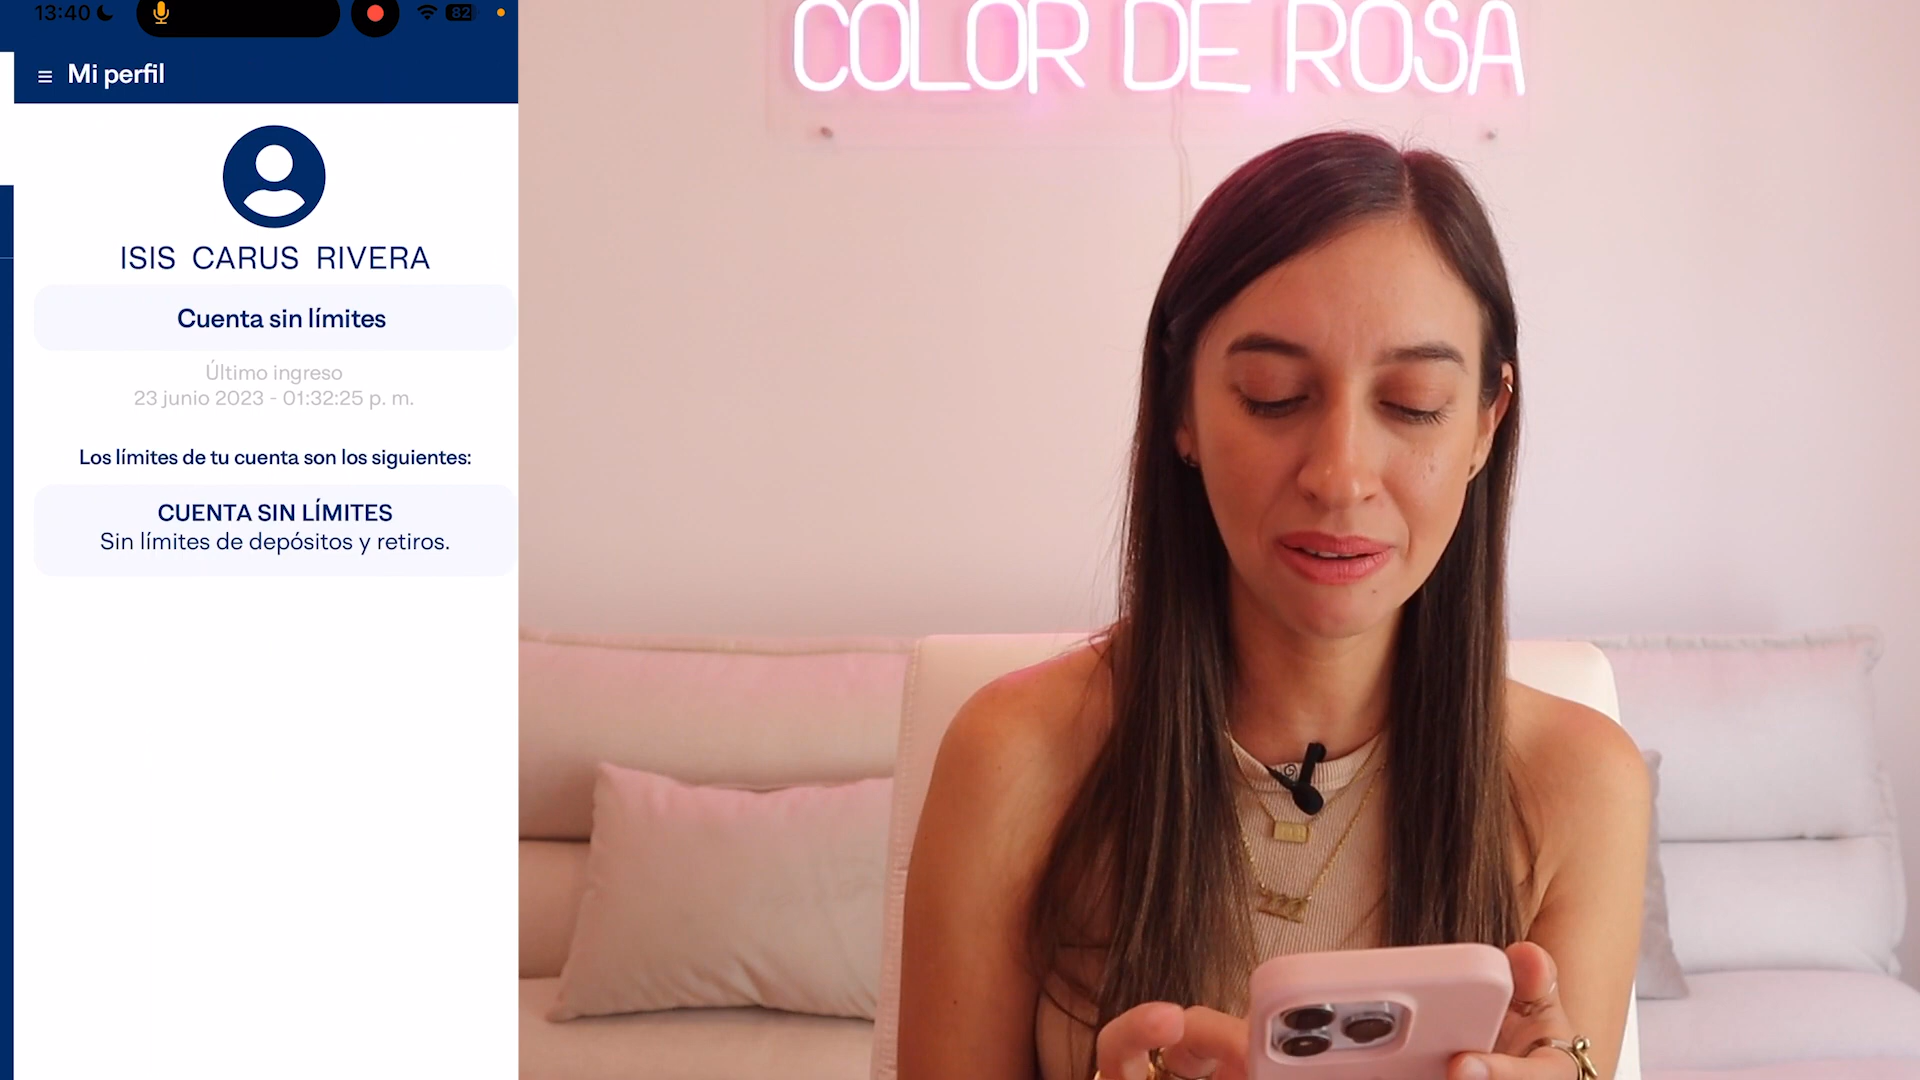 13:40
82
Mi perfil
ISIS CARUS RIVERA
Cuenta sin límites
Último ingreso
23 junio 2023 - 01:32:25 p. m.
Los límites de tu cuenta son los siguientes:
CUENTA SIN LÍMITES
Sin límites de depósitos y retiros.
COLOR DE ROSA
222